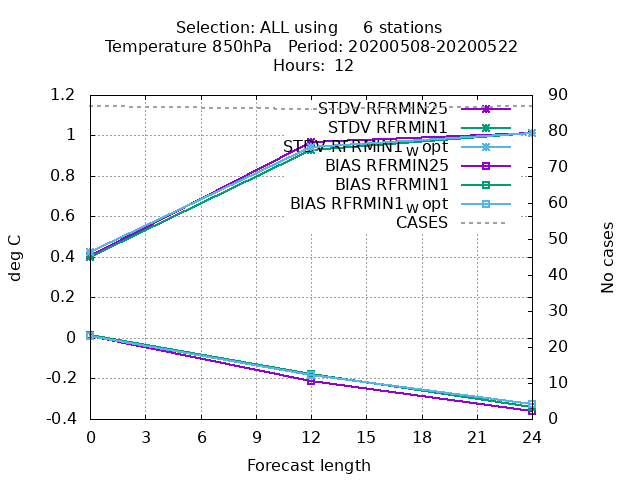 Selection: ALL using     6 stations
Temperature 850hPa   Period: 20200508-20200522
Hours:  12
1.2
1
0.8
0.6
0.4
0.2
0
-0.2
-0.4
deg C
90
80
70
60
50
40
30
20
10
0
No cases
STDV RFRMIN25
STDV RFRMIN1
STDV RFRMIN1_w opt
BIAS RFRMIN25
BIAS RFRMIN1
BIAS RFRMIN1_w opt
CASES
0 3 6 9 12 15 18 21 24
Forecast length